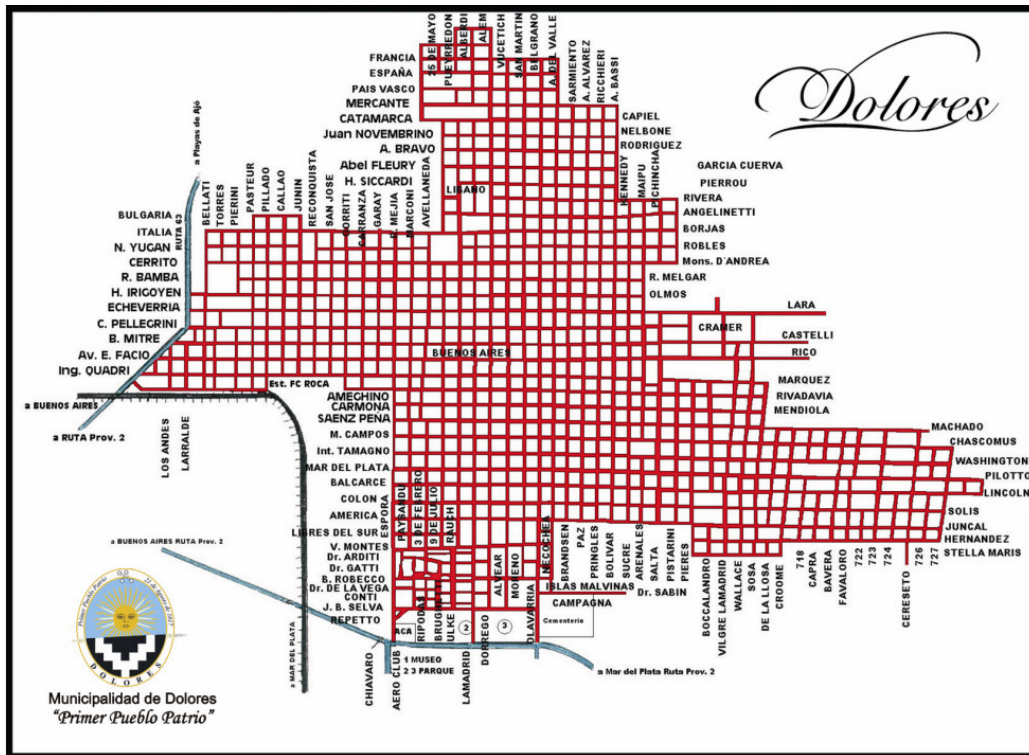 Dolores
25 DE MAYO
PUEYRREDON
ALBERDI
ALEM
VUCETICH
SAN MARTIN
BELGRANO
A. DEL VALLE
SARMIENTO
A. ALVAREZ
RICCHIERI
A. BASSI
FRANCIA
ESPAÑA
PAIS VASCO
MERCANTE
CATAMARCA
Juan NOVEMBRINO
A. BRAVO
Abel FLEURY
H. SICCARDI
LIBANO
CAPIEL
NELBONE
RODRIGUEZ
KENNEDY
MAIPU
PICHINCHA
GARCIA CUERVA
PIERROU
RIVERA
ANGELINETTI
BORJAS
ROBLES
Mons. D'ANDREA
R. MELGAR
OLMOS
LARA
CRAMER
CASTELLI
RICO
a Playas de Ajó
RUTA 63
BELLATI
TORRES
PIERINI
PASTEUR
PILADO
CALLAO
JUNIN
RECONQUISTA
SAN JOSE
GORRITI
CARRANZA
GARAY
R. MEJIA
MARCONI
AVELLANEDA
BULGARIA
ITALIA
N. YUGAN
CERRITO
R. BAMBA
H. IRIGOYEN
ECHEVERRIA
C. PELLEGRINI
B. MITRE
Av. E. FACIO
Ing. QUADRI
BUENOS AIRES
Est. FC ROCA
a BUENOS AIRES
a RUTA Prov. 2
LOS ANDES
LARRALDE
AMEGHINO
CARMONA
SAENZ PEÑA
M. CAMPOS
Int. TAMAGNO
MAR DEL PLATA
BALCARCE
COLON
AMERICA
LIBRES DEL SUR
ESPORA
PAYSANDU
3 DE FEBRERO
9 DE JULIO
RAUCH
V. MONTES
Dr. ARDITI
Dr. GATTI
B. ROBECCO
Dr. DE LA VEGA
CONTI
J. B. SELVA
REPETTO
MARQUEZ
RIVADAVIA
MENDIOLA
MACHADO
CHASCOMUS
WASHINGTON
PILOTTO
LINCOLN
SOLIS
JUNCAL
HERNANDEZ
STELLA MARIS
ALVEAR
MORENO
NECOCHEA
BRANDSEN
PAZ
PRINGLES
BOLIVAR
SUCRE
ARENALES
SALTA
PISTARINI
PIERES
BOCCALANDRO
VILGRE LAMADRID
WALLACE
SOSA
DE LA LLOSA
CROME
718
CAPRA
BAVERA
FAVALORO
722
723
724
726
727
CERESETO
ISLAS MALVINAS
Dr. SABIN
CAMPAGNA
Cementerio
ACA
RIPODAS
BRUGHETTI
ULKE
2
3
LAMADRID
DORREGO
OLAVARRIA
CHIAVARO
AERO CLUB
1 MUSEO
2 3 PARQUE
a BUENOS AIRES RUTA Prov. 2
a MAR DEL PLATA
a Mar del Plata Ruta Prov. 2
Primer Pueblo Patrio
DOLORES
Municipalidad de Dolores
"Primer Pueblo Patrio"